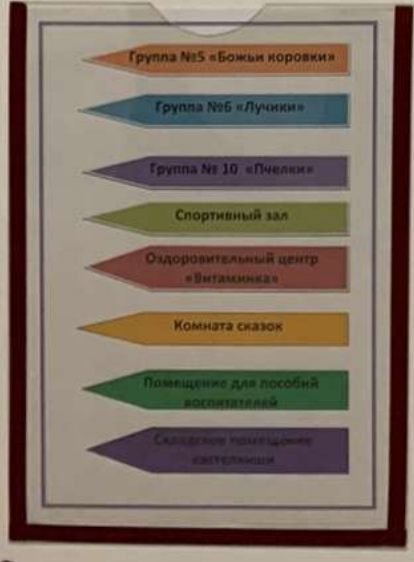 Группа №5 «Божьи коровки»
Группа №6 «Лучики»
Группа № 10 «Пчелки»
Спортивный зал
Оздоровительный центр
«Витаминка»
Комната сказок
Помещение для пособий
воспитателей
Складское помещение
кастелянши